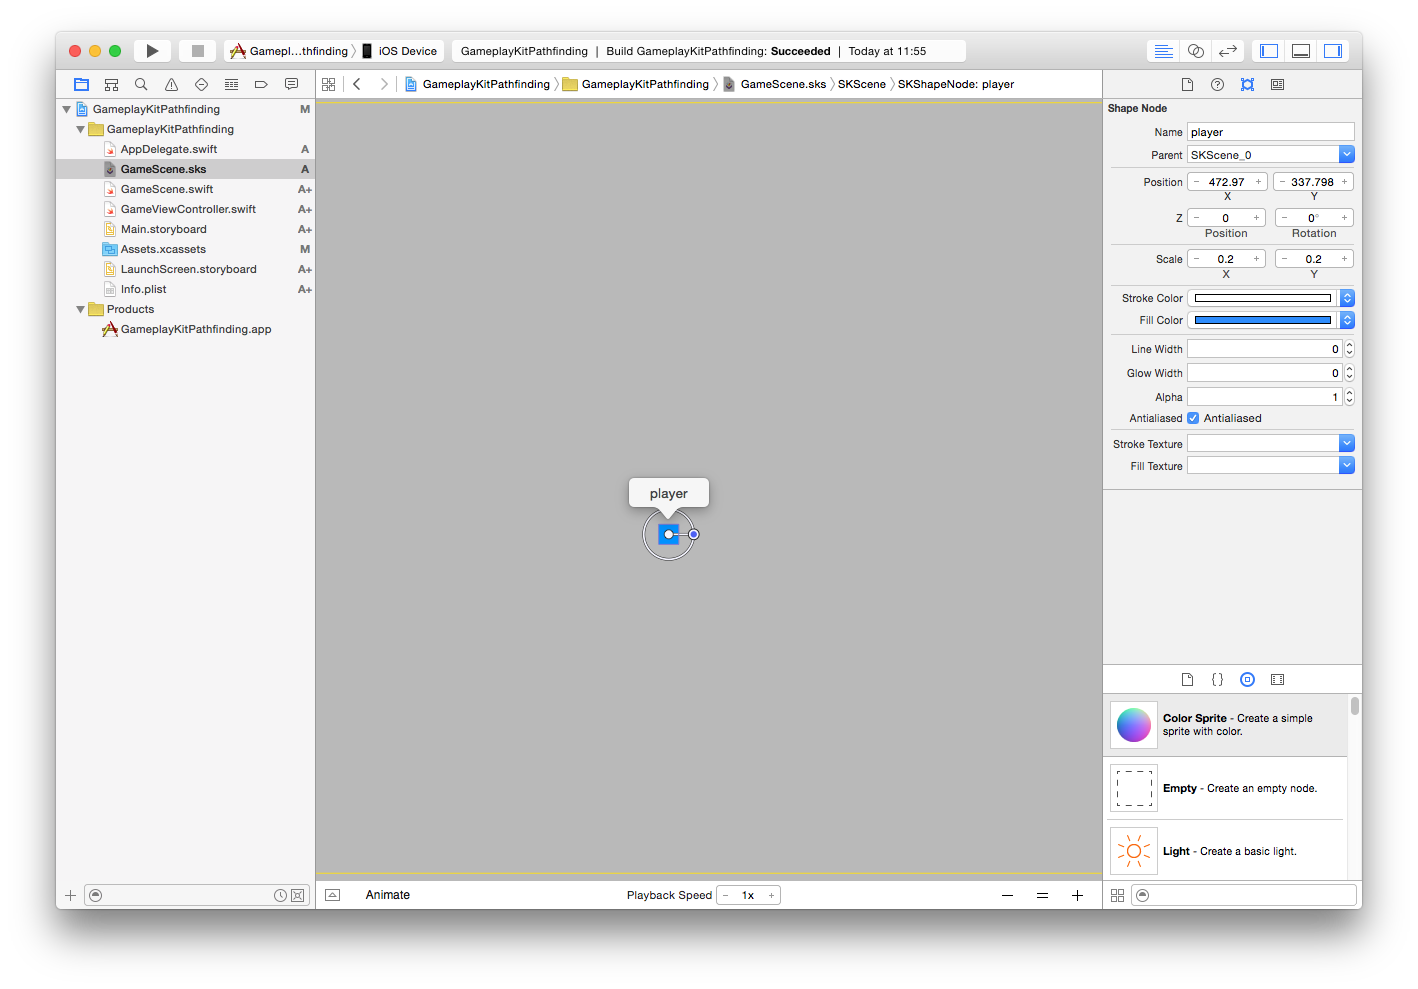 Gamepl...thfinding
iOS Device
GameplayKitPathfinding | Build GameplayKitPathfinding: Succeeded | Today at 11:55
GameplayKitPathfinding
GameplayKitPathfinding
GameScene.sks
SKScene
SKShapeNode: player
GameplayKitPathfinding M
GameplayKitPathfinding
AppDelegate.swift A
GameScene.sks A
GameScene.swift A+
GameViewController.swift A+
Main.storyboard A+
Assets.xcassets M
LaunchScreen.storyboard A+
Info.plist A+
Products
GameplayKitPathfinding.app
player
Animate
Playback Speed − 1x +
Shape Node
Name player
Parent SKScene_0
Position − 472.97 + − 337.798 +
X Y
Z − 0 + − 0° +
Position Rotation
Scale − 0.2 + − 0.2 +
X Y
Stroke Color
Fill Color
Line Width 0
Glow Width 0
Alpha 1
Antialiased Antialiased
Stroke Texture
Fill Texture
Color Sprite - Create a simple
sprite with color.
Empty - Create an empty node.
Light - Create a basic light.